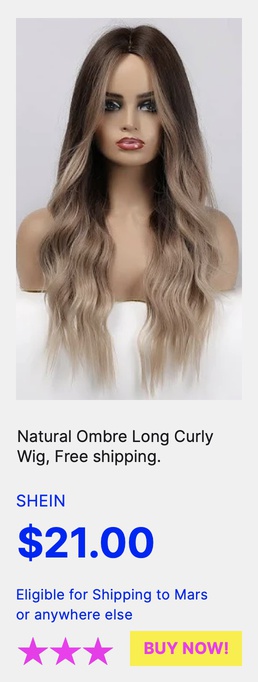 Natural Ombre Long Curly
Wig, Free shipping.
SHEIN
$21.00
Eligible for Shipping to Mars
or anywhere else
BUY NOW!